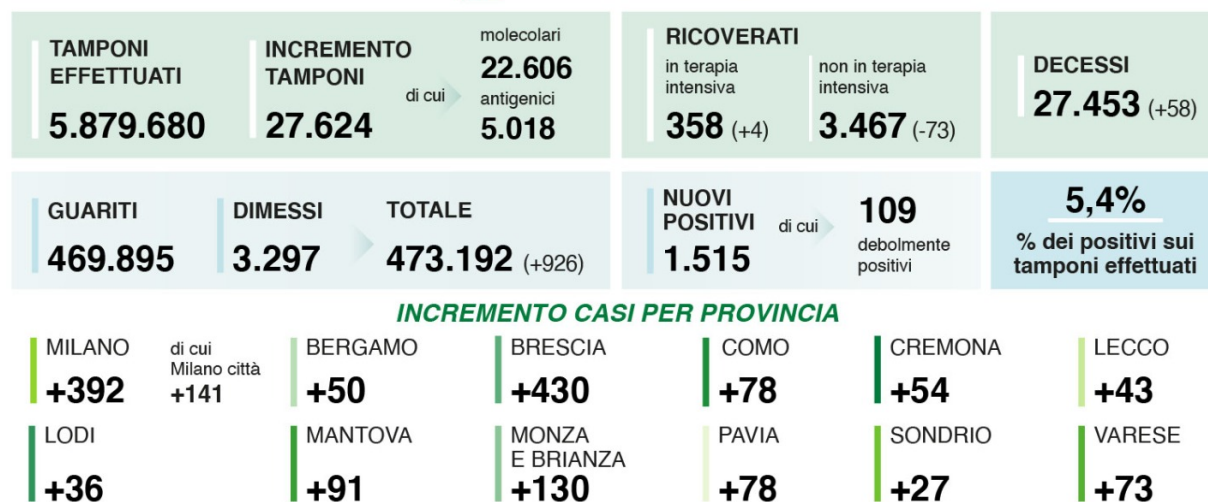 TAMPONI
EFFETTUATI
5.879.680
INCREMENTO
TAMPONI
27.624
di cui
molecolari
22.606
antigenici
5.018
RICOVERATI
in terapia
intensiva
358 (+4)
non in terapia
intensiva
3.467 (-73)
DECESSI
27.453 (+58)
GUARITI
469.895
DIMESSI
3.297
TOTALE
473.192 (+926)
NUOVI
POSITIVI
1.515
di cui
109
debolmente
positivi
5,4%
% dei positivi sui
tamponi effettuati
INCREMENTO CASI PER PROVINCIA
MILANO
+392
di cui
Milano città
+141
BERGAMO
+50
BRESCIA
+430
COMO
+78
CREMONA
+54
LECCO
+43
LODI
+36
MANTOVA
+91
MONZA
E BRIANZA
+130
PAVIA
+78
SONDRIO
+27
VARESE
+73